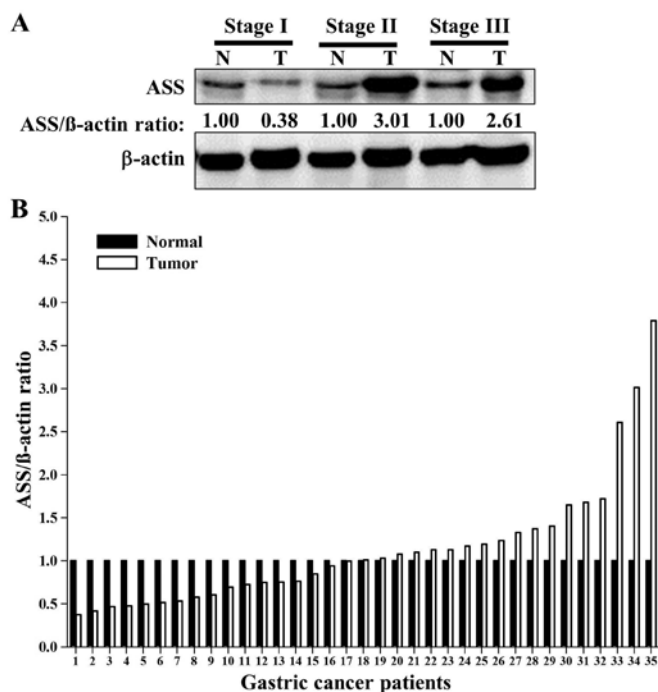 A
Stage I Stage II Stage III
N T N T N T
ASS
ASS/ß-actin ratio: 1.00 0.38 1.00 3.01 1.00 2.61
β-actin
B
5.0
Normal
4.5
Tumor
4.0
3.5
3.0
2.5
2.0
1.5
1.0
0.5
0.0
ASS/ß-actin ratio
1 2 3 4 5 6 7 8 9 10 11 12 13 14 15 16 17 18 19 20 21 22 23 24 25 26 27 28 29 30 31 32 33 34 35
Gastric cancer patients